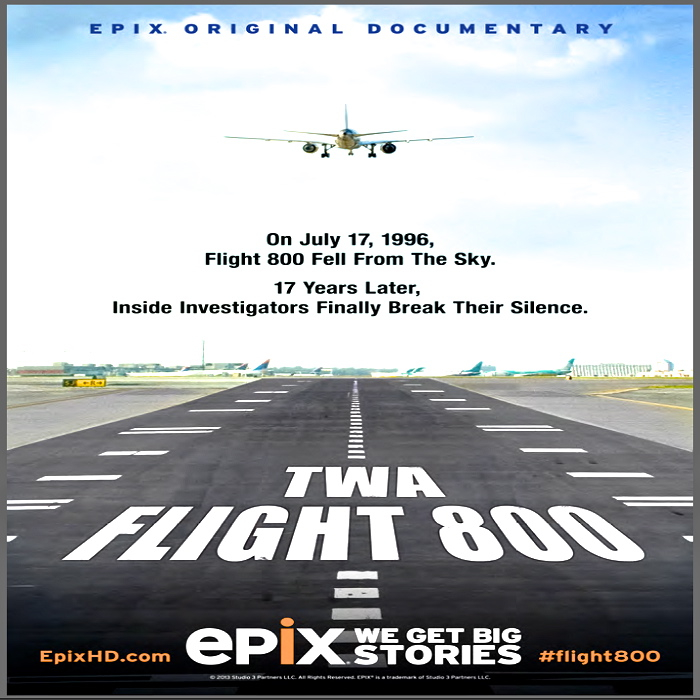 EPIX. ORIGINAL DOCUMENTARY
On July 17, 1996,
Flight 800 Fell From The Sky.
17 Years Later,
Inside Investigators Finally Break Their Silence.
TWA
FLIGHT 800
EpixHD.com epix. WE GET BIG STORIES #flight800
© 2013 Studio 3 Partners LLC. All Rights Reserved. EPIX® is a trademark of Studio 3 Partners LLC.